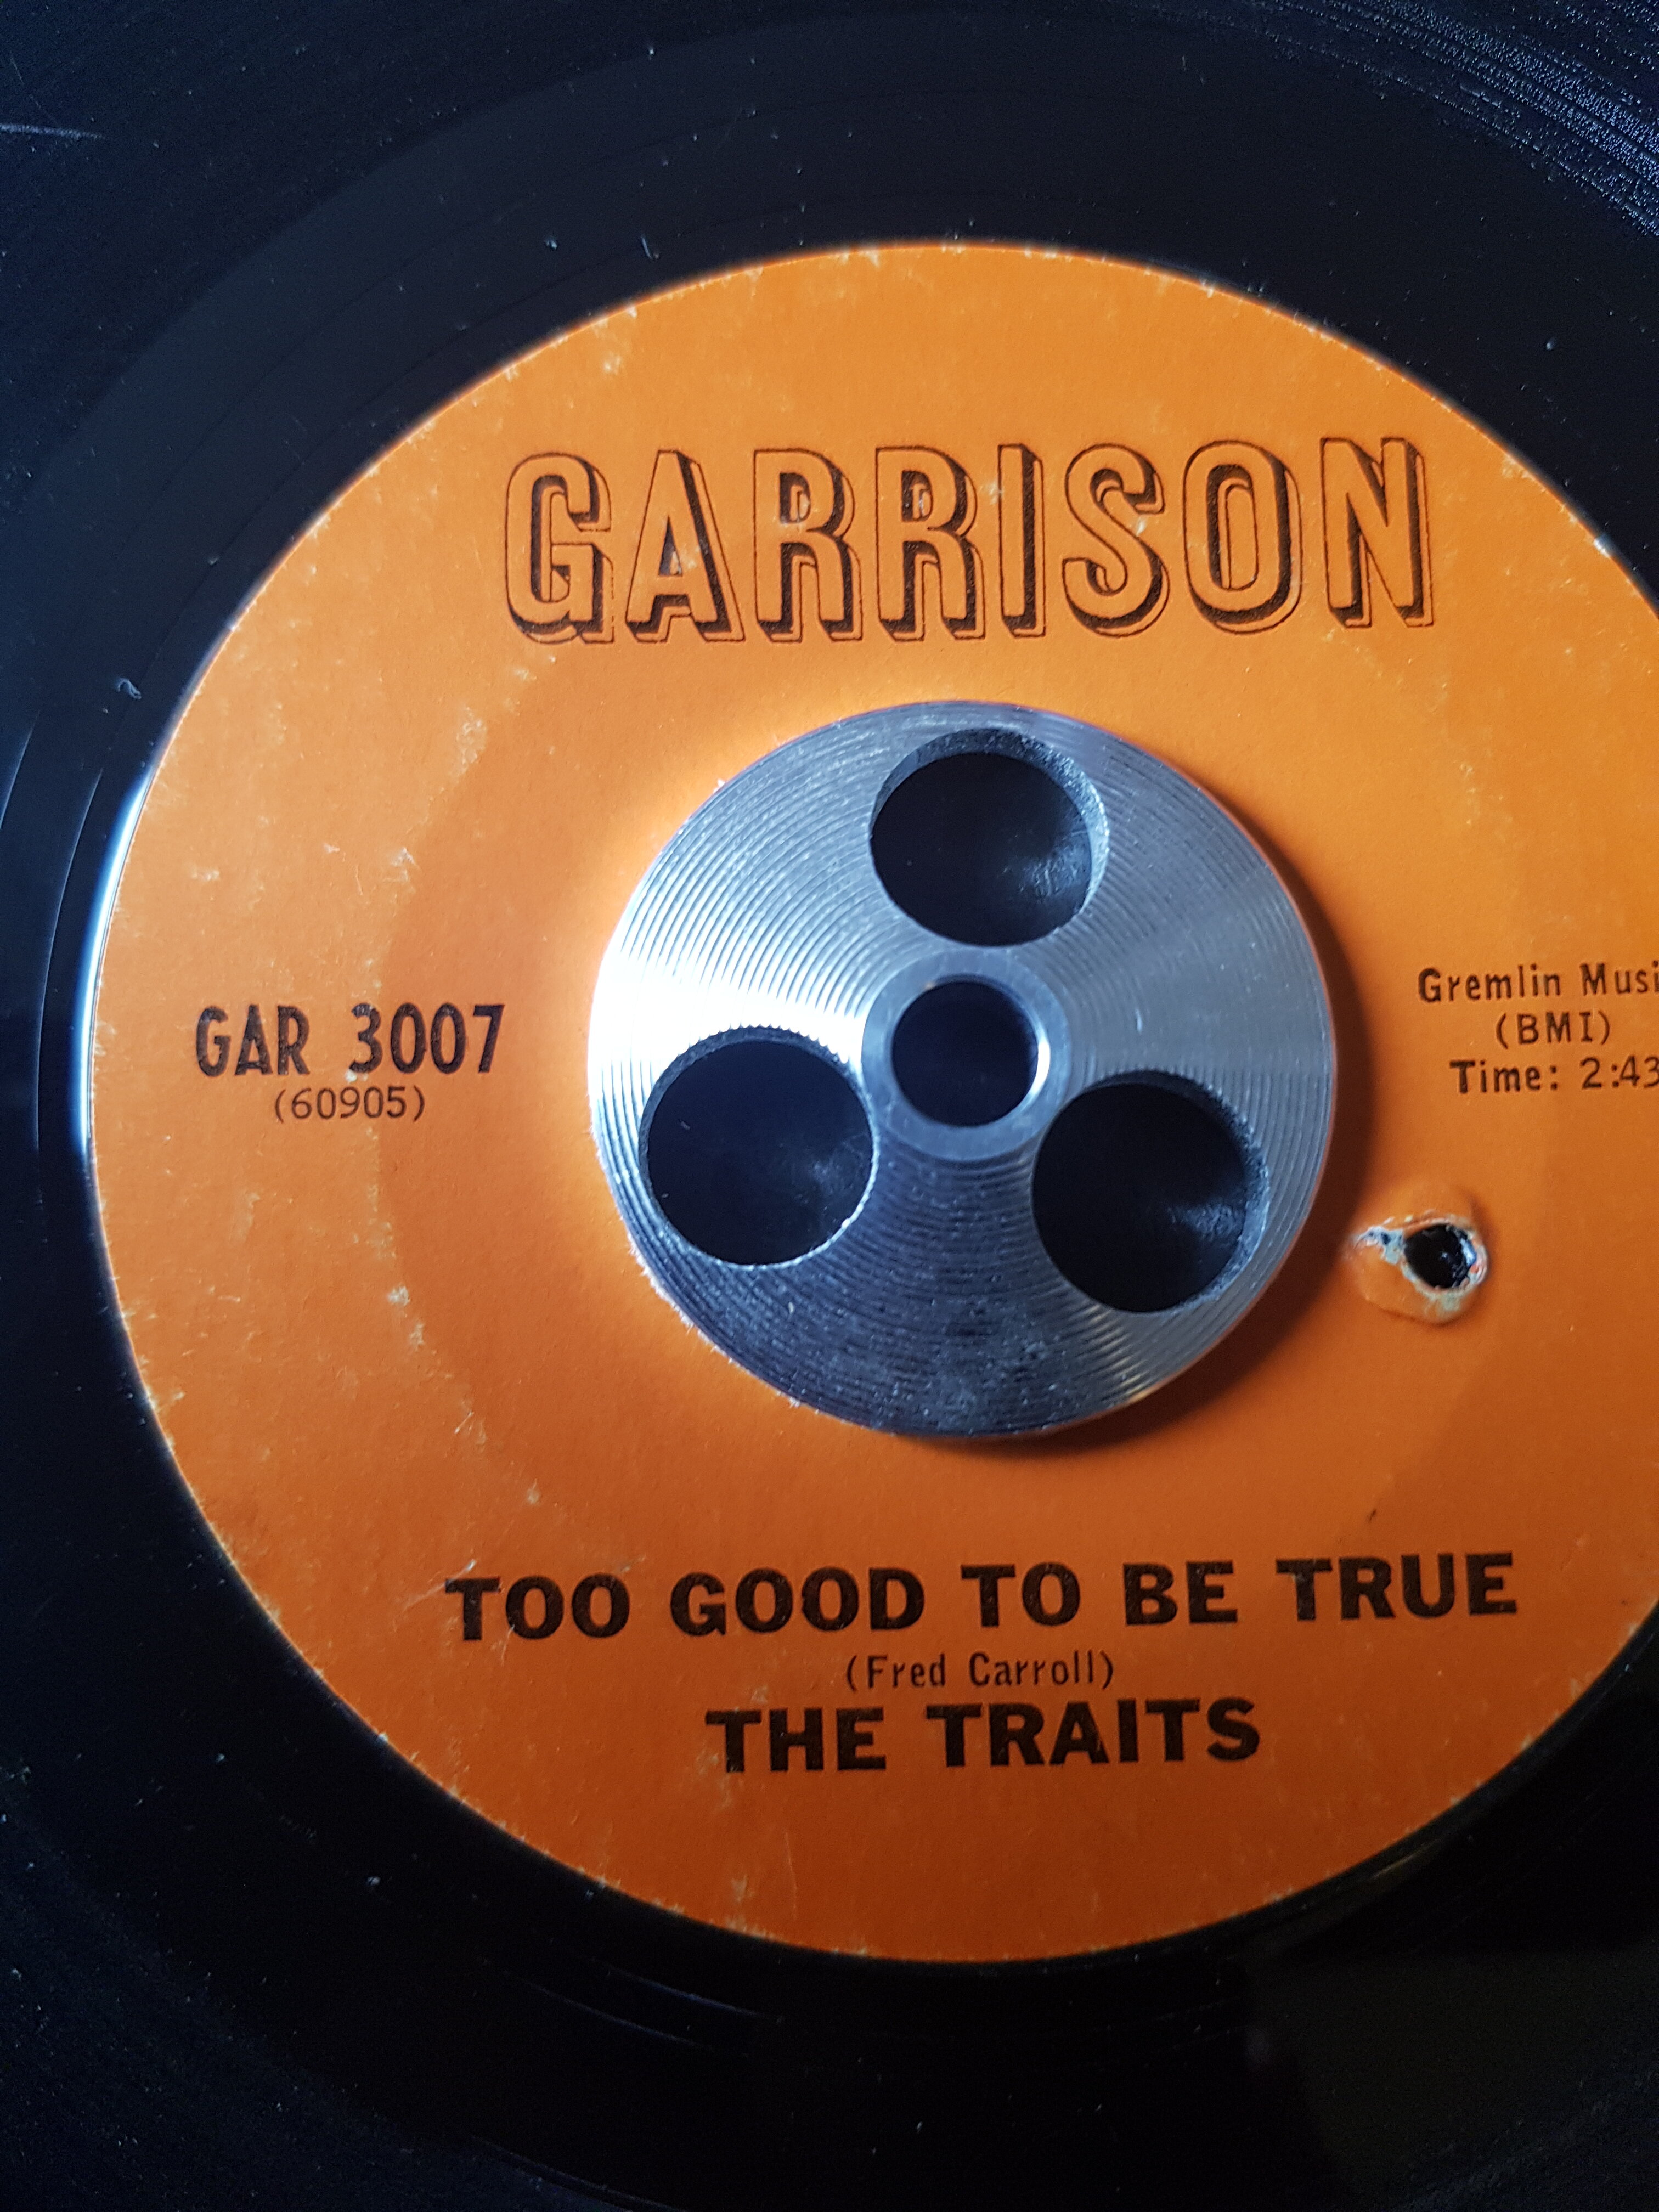 GARRISON
GAR 3007
(60905)
Gremlin Musi
(BMI)
Time: 2:43
TOO GOOD TO BE TRUE
(Fred Carroll)
THE TRAITS